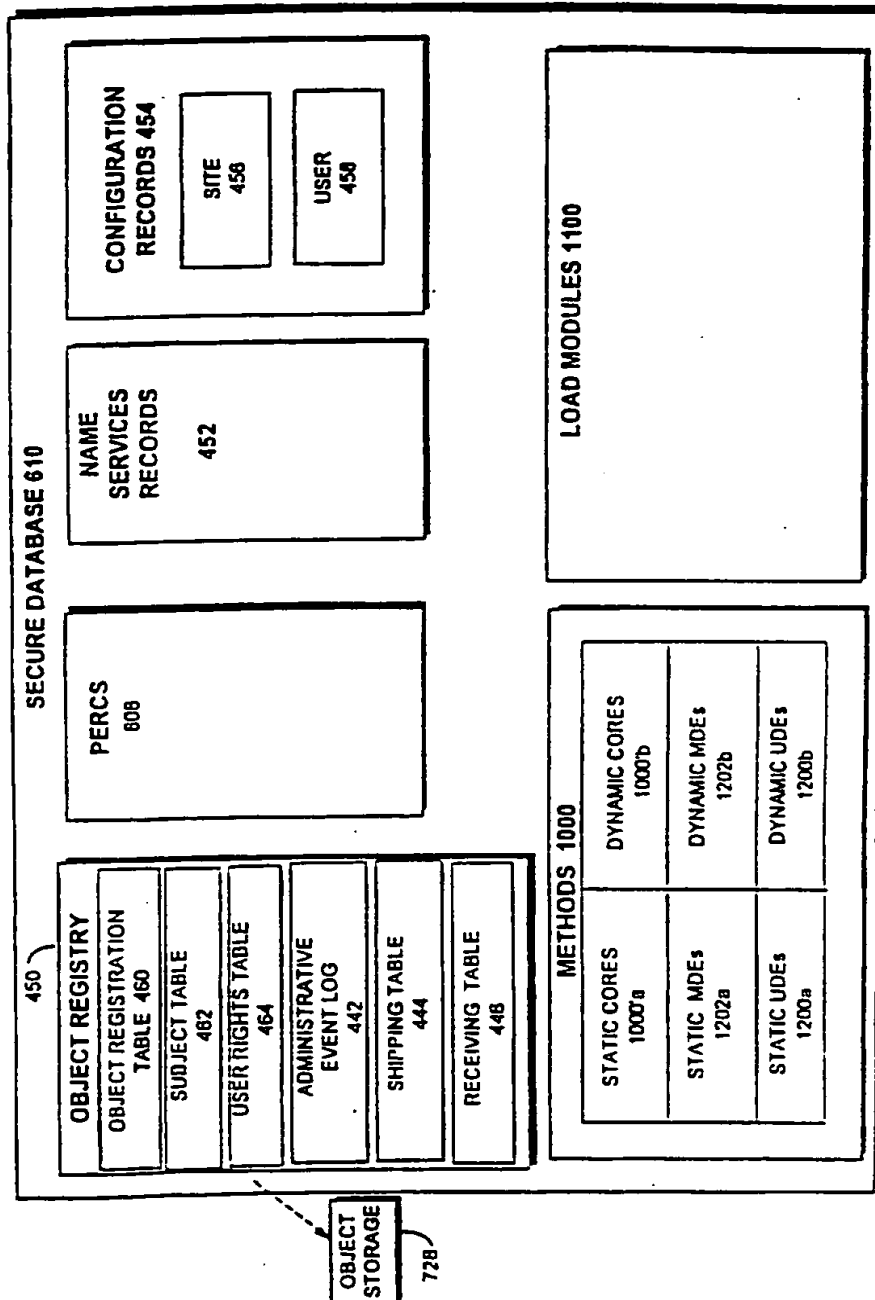 SECURE DATABASE 610
450
OBJECT REGISTRY
OBJECT REGISTRATION
TABLE 460
SUDJECT TABLE
462
USER RIGHTS TABLE
464
ADMINISTRATIVE
EVENT LOG
442
SHIPPING TABLE
444
RECEIVING TABLE
446
OBJECT
STORAGE
728
PERCS
808
NAME
SERVICES
RECORDS
452
CONFIGURATION
RECORDS 454
SITE
456
USER
458
METHODS 1000
STATIC CORES
1000'a
DYNAMIC CORES
1000'b
STATIC MDEs
1202a
DYNAMIC MDEs
1202b
STATIC UDEs
1200a
DYNAMIC UDEs
1200b
LOAD MODULES 1100